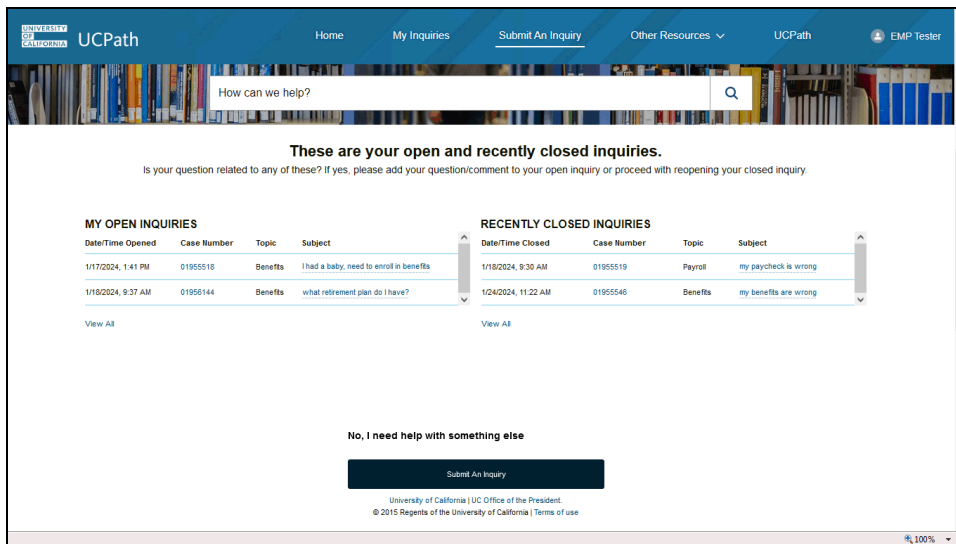 UNIVERSITY
OF
CALIFORNIA
UCPath
Home
My Inquiries
Submit An Inquiry
Other Resources
UCPath
EMP Tester
How can we help?
These are your open and recently closed inquiries.
Is your question related to any of these? If yes, please add your question/comment to your open inquiry or proceed with reopening your closed inquiry.
MY OPEN INQUIRIES
Date/Time Opened Case Number Topic Subject
1/17/2024, 1:41 PM 01955518 Benefits I had a baby, need to enroll in benefits
1/18/2024, 9:37 AM 01956144 Benefits what retirement plan do I have?
View All
RECENTLY CLOSED INQUIRIES
Date/Time Closed Case Number Topic Subject
1/18/2024, 9:30 AM 01955519 Payroll my paycheck is wrong
1/24/2024, 11:22 AM 01955546 Benefits my benefits are wrong
View All
No, I need help with something else
Submit An Inquiry
University of California | UC Office of the President.
© 2015 Regents of the University of California | Terms of use
100%